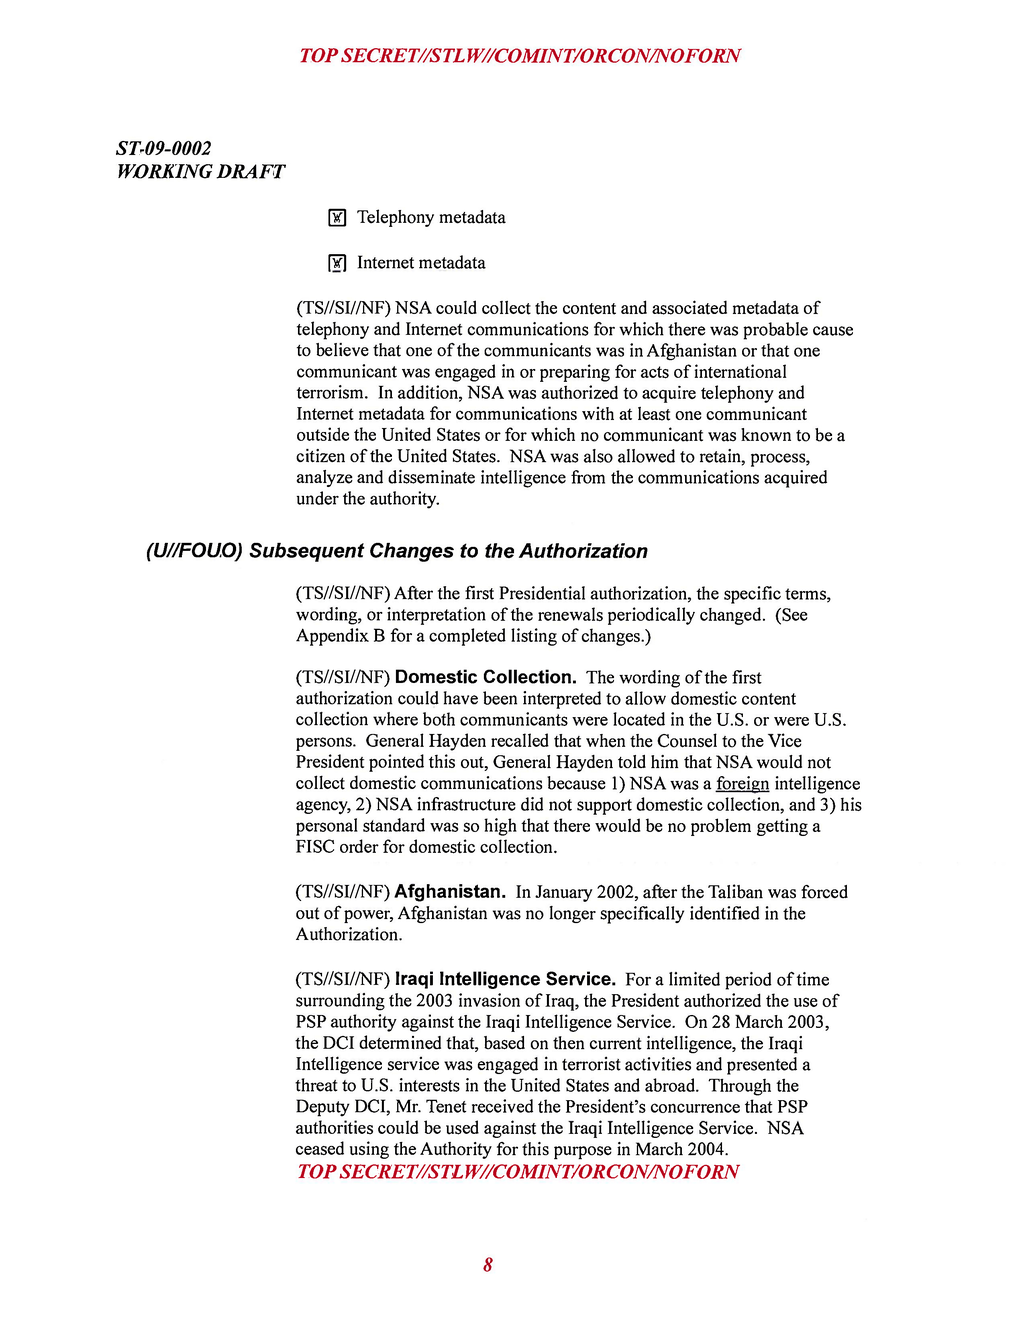 TOP SECRET//STLW//COMINT/ORCON/NOFORN
ST-09-0002
WORKING DRAFT
Telephony metadata
Internet metadata
(TS//SI//NF) NSA could collect the content and associated metadata of
telephony and Internet communications for which there was probable cause
to believe that one of the communicants was in Afghanistan or that one
communicant was engaged in or preparing for acts of international
terrorism. In addition, NSA was authorized to acquire telephony and
Internet metadata for communications with at least one communicant
outside the United States or for which no communicant was known to be a
citizen of the United States. NSA was also allowed to retain, process,
analyze and disseminate intelligence from the communications acquired
under the authority.
(U//FOUO) Subsequent Changes to the Authorization
(TS//SI//NF) After the first Presidential authorization, the specific terms,
wording, or interpretation of the renewals periodically changed. (See
Appendix B for a completed listing of changes.)
(TS//SI//NF) Domestic Collection. The wording of the first
authorization could have been interpreted to allow domestic content
collection where both communicants were located in the U.S. or were U.S.
persons. General Hayden recalled that when the Counsel to the Vice
President pointed this out, General Hayden told him that NSA would not
collect domestic communications because 1) NSA was a foreign intelligence
agency, 2) NSA infrastructure did not support domestic collection, and 3) his
personal standard was so high that there would be no problem getting a
FISC order for domestic collection.
(TS//SI//NF) Afghanistan. In January 2002, after the Taliban was forced
out of power, Afghanistan was no longer specifically identified in the
Authorization.
(TS//SI//NF) Iraqi Intelligence Service. For a limited period of time
surrounding the 2003 invasion of Iraq, the President authorized the use of
PSP authority against the Iraqi Intelligence Service. On 28 March 2003,
the DCI determined that, based on then current intelligence, the Iraqi
Intelligence service was engaged in terrorist activities and presented a
threat to U.S. interests in the United States and abroad. Through the
Deputy DCI, Mr. Tenet received the President's concurrence that PSP
authorities could be used against the Iraqi Intelligence Service. NSA
ceased using the Authority for this purpose in March 2004.
TOP SECRET//STLW//COMINT/ORCON/NOFORN
8